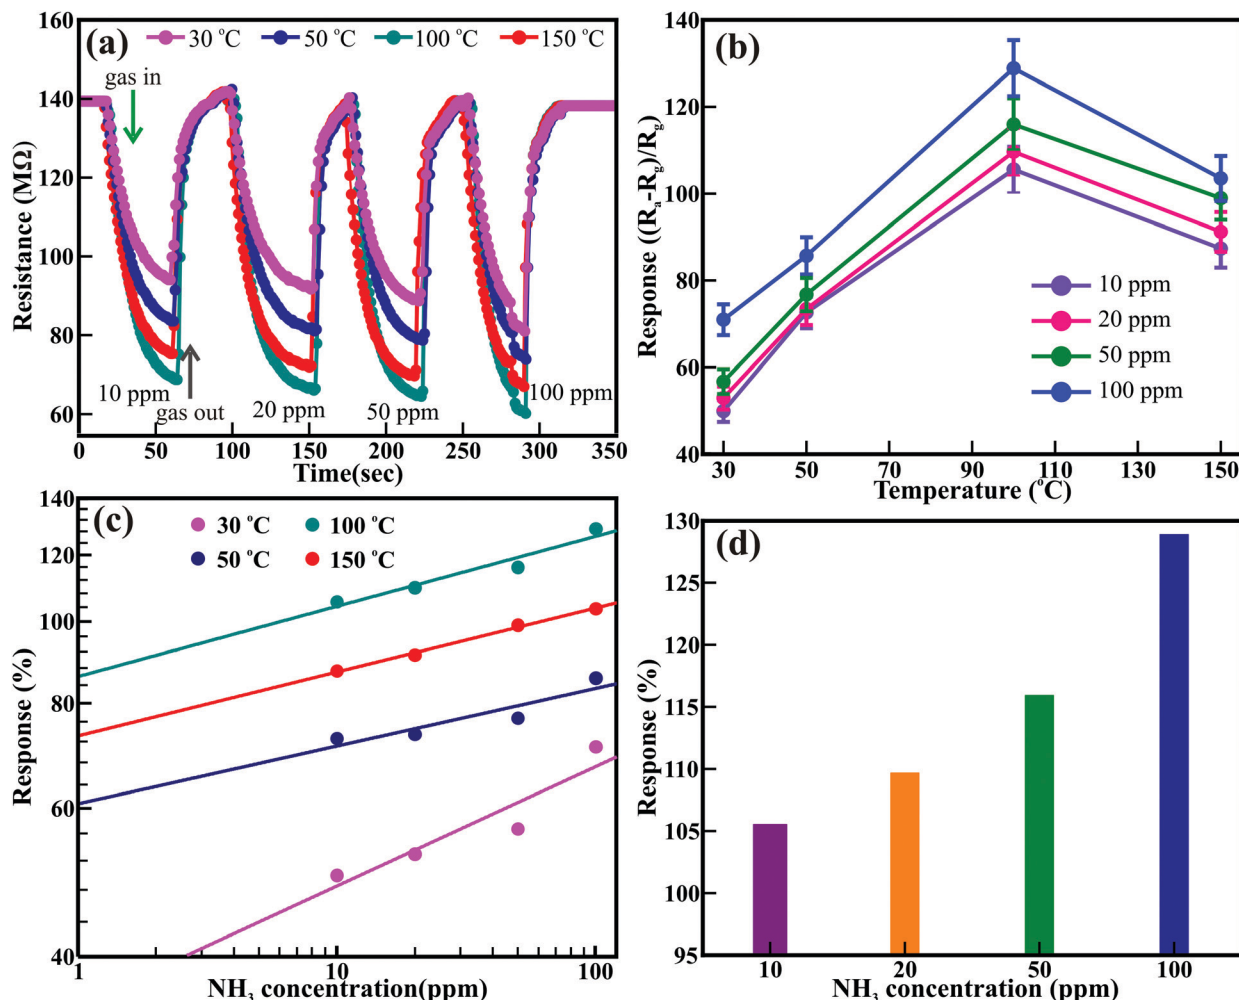 (a)
30 °C 50 °C 100 °C 150 °C
gas in
gas out
10 ppm
20 ppm
50 ppm
100 ppm
160
140
120
100
80
60
Resistance (MΩ)
0 50 100 150 200 250 300 350
Time(sec)
(b)
140
120
100
80
60
40
Response ((Rₐ-R_g)/R_g)
10 ppm
20 ppm
50 ppm
100 ppm
30 50 70 90 110 130 150
Temperature (°C)
(c)
30 °C 100 °C
50 °C 150 °C
140
120
100
80
60
40
Response (%)
1 10 100
NH₃ concentration(ppm)
(d)
130
125
120
115
110
105
100
95
Response (%)
10 20 50 100
NH₃ concentration (ppm)